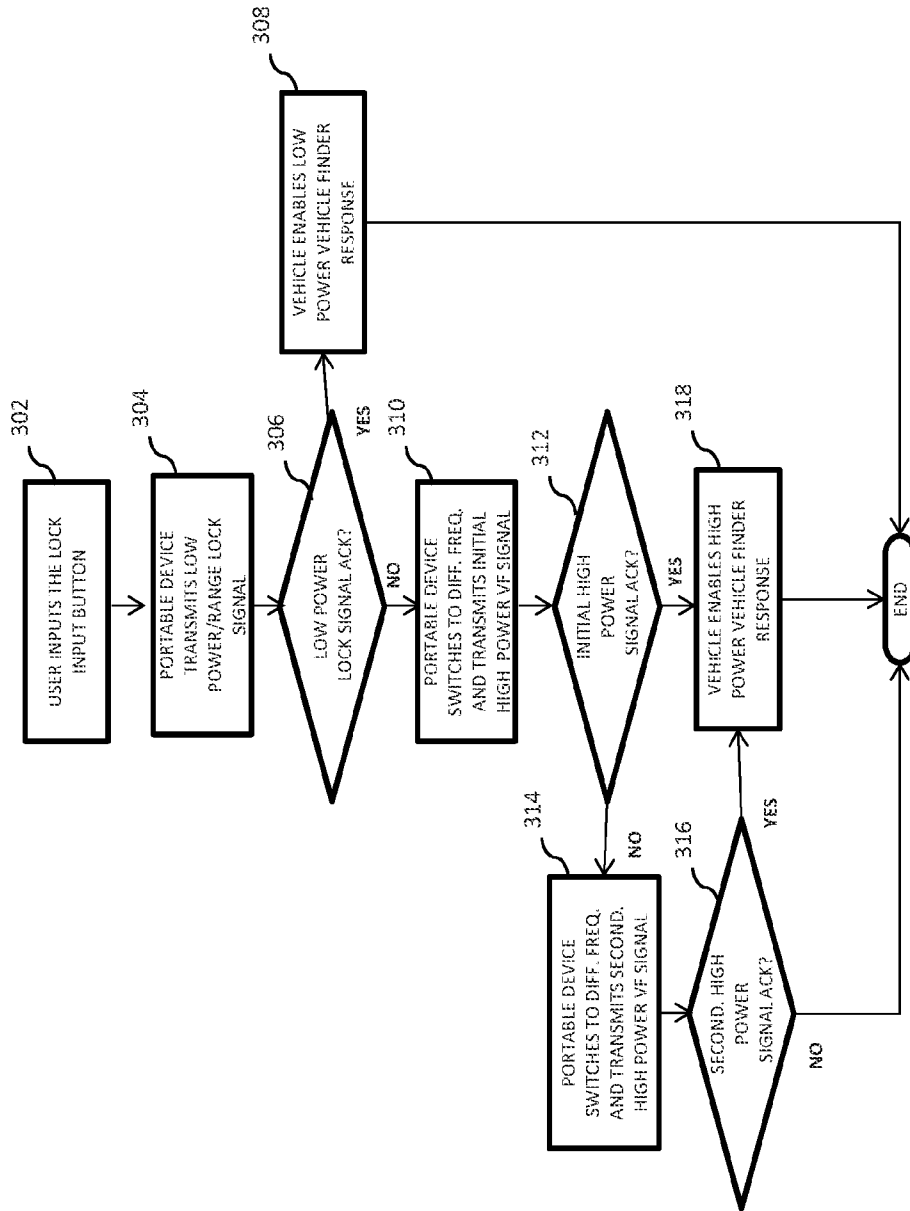 302
USER INPUTS THE LOCK
INPUT BUTTON
304
PORTABLE DEVICE
TRANSMITS LOW
POWER/RANGE LOCK
SIGNAL
306
LOW POWER
LOCK SIGNAL ACK?
YES
NO
308
VEHICLE ENABLES LOW
POWER VEHICLE FINDER
RESPONSE
310
PORTABLE DEVICE
SWITCHES TO DIFF. FREQ.
AND TRANSMITS INITIAL
HIGH POWER VF SIGNAL
312
INITIAL HIGH
POWER
SIGNAL ACK?
NO
YES
314
PORTABLE DEVICE
SWITCHES TO DIFF. FREQ.
AND TRANSMITS SECOND.
HIGH POWER VF SIGNAL
316
SECOND. HIGH
POWER
SIGNAL ACK?
YES
NO
318
VEHICLE ENABLES HIGH
POWER VEHICLE FINDER
RESPONSE
END